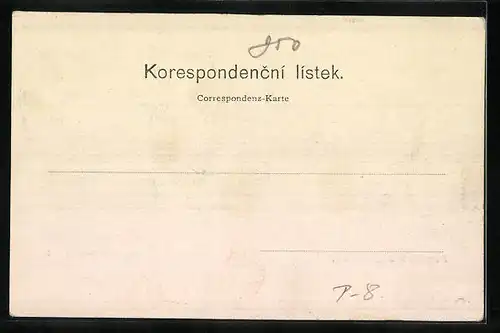 850
Korespondenční lístek.
Correspondenz-Karte
P-8.